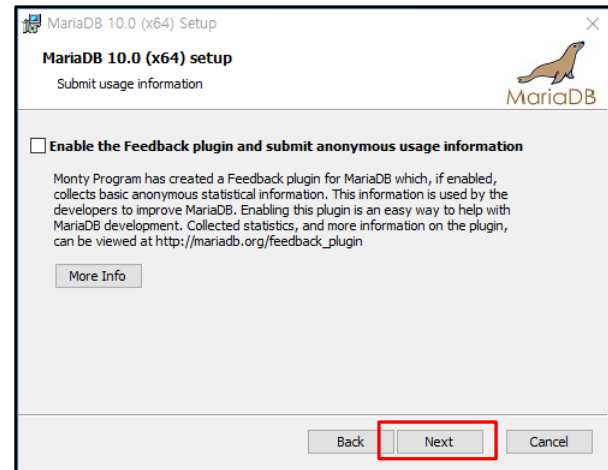 MariaDB 10.0 (x64) Setup
MariaDB 10.0 (x64) setup
Submit usage information
MariaDB
Enable the Feedback plugin and submit anonymous usage information
Monty Program has created a Feedback plugin for MariaDB which, if enabled,
collects basic anonymous statistical information. This information is used by the
developers to improve MariaDB. Enabling this plugin is an easy way to help with
MariaDB development. Collected statistics, and more information on the plugin,
can be viewed at http://mariadb.org/feedback_plugin
More Info
Back Next Cancel